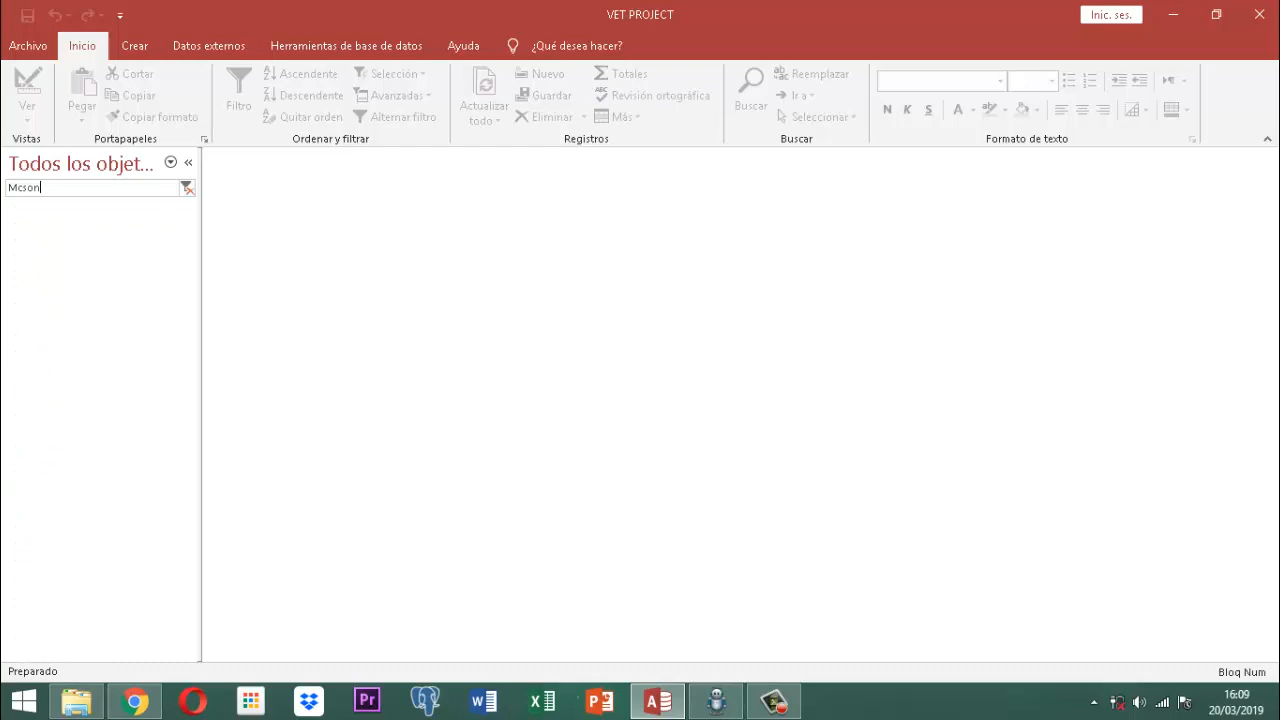 VET PROJECT
Inic. ses.
Archivo
Inicio
Crear
Datos externos
Herramientas de base de datos
Ayuda
¿Qué desea hacer?
Ver
Vistas
Pegar
Cortar
Copiar
Copiar formato
Portapapeles
Filtro
Ascendente
Descendente
Quitar orden
Selección
Avanzadas
Alternar filtro
Ordenar y filtrar
Actualizar
todo
Nuevo
Guardar
Eliminar
Totales
Revisión ortográfica
Más
Registros
Buscar
Reemplazar
Ir a
Seleccionar
Buscar
N K S
A
Formato de texto
Todos los objet...
Mcson
Preparado
Bloq Num
Pr
16:09
20/03/2019